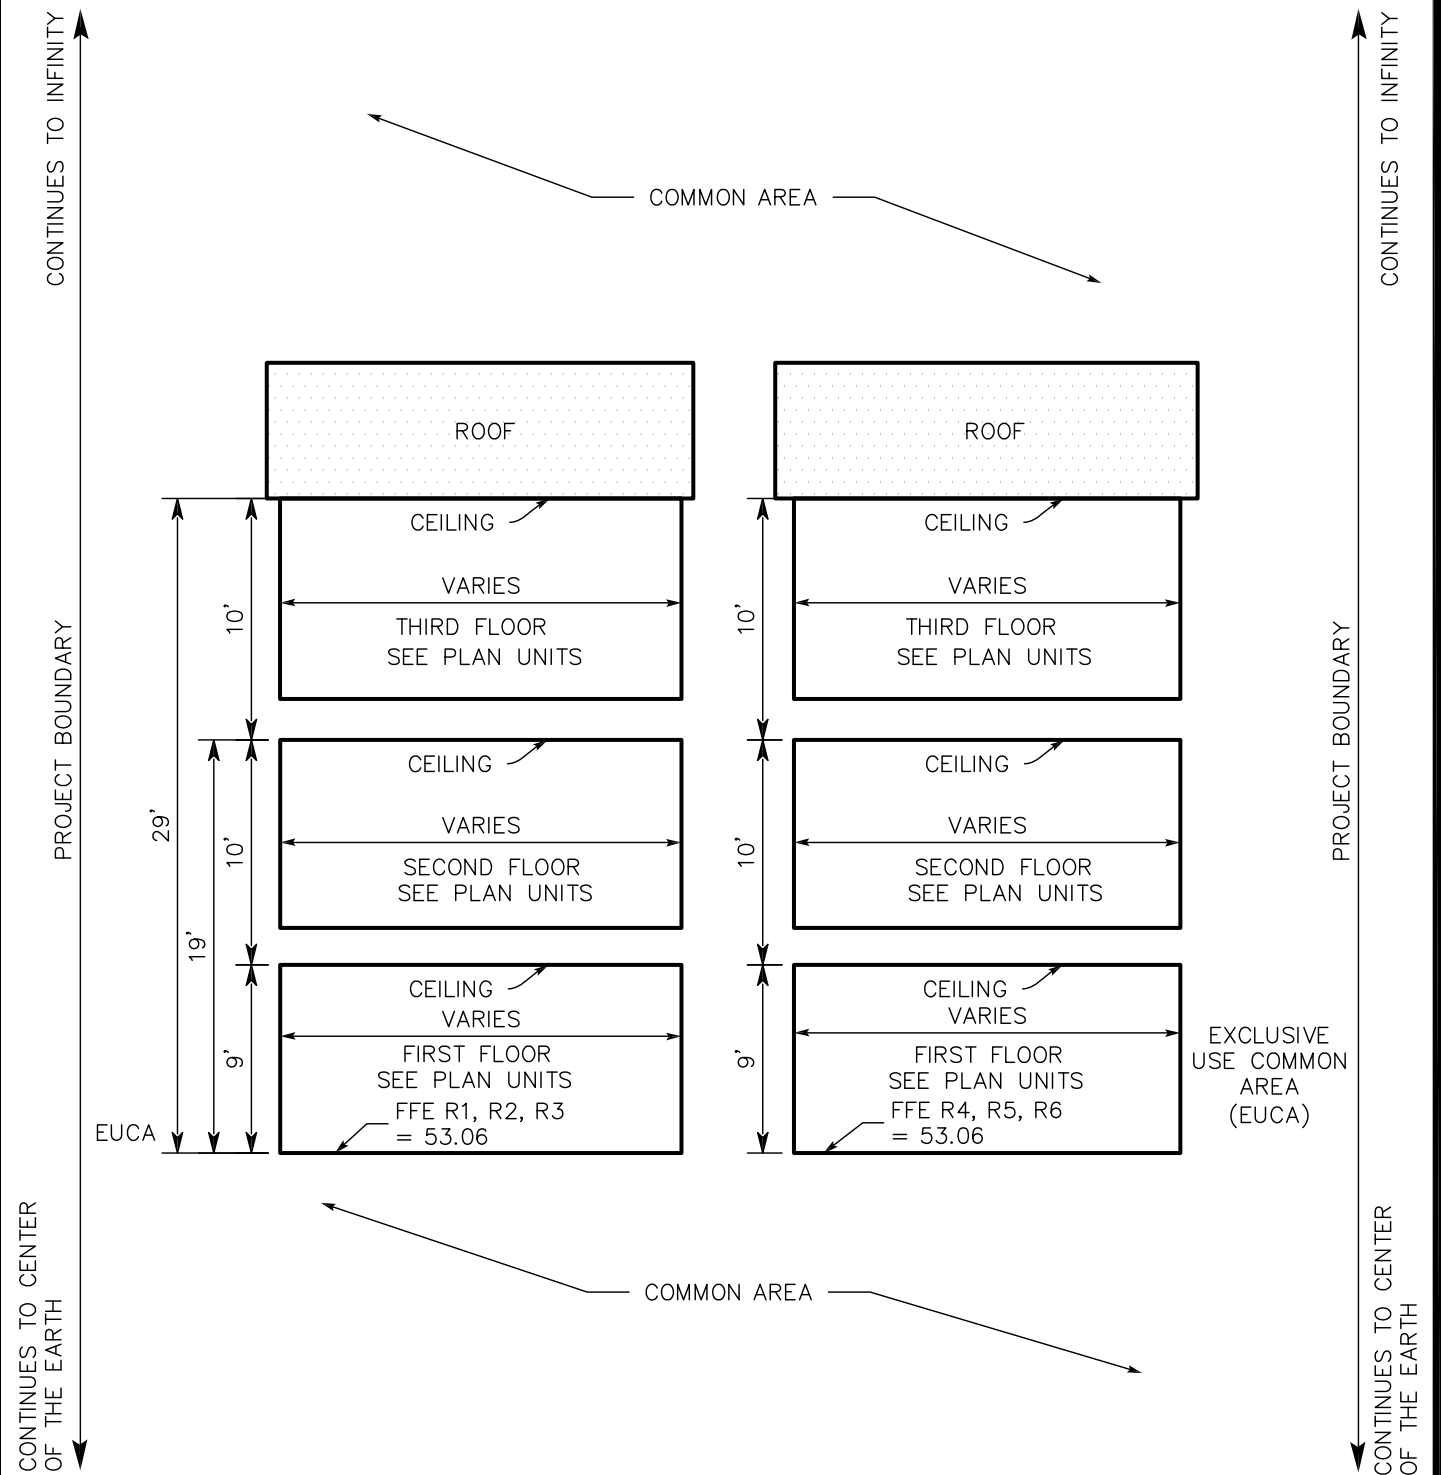 CONTINUES TO INFINITY
CONTINUES TO INFINITY
COMMON AREA
ROOF
ROOF
CEILING
CEILING
VARIES
VARIES
10'
10'
THIRD FLOOR
SEE PLAN UNITS
THIRD FLOOR
SEE PLAN UNITS
PROJECT BOUNDARY
PROJECT BOUNDARY
CEILING
CEILING
29'
VARIES
VARIES
10'
10'
SECOND FLOOR
SEE PLAN UNITS
SECOND FLOOR
SEE PLAN UNITS
19'
CEILING
CEILING
VARIES
VARIES
9'
9'
FIRST FLOOR
SEE PLAN UNITS
FFE R1, R2, R3
= 53.06
FIRST FLOOR
SEE PLAN UNITS
FFE R4, R5, R6
= 53.06
EXCLUSIVE
USE COMMON
AREA
(EUCA)
EUCA
COMMON AREA
CONTINUES TO CENTER
OF THE EARTH
CONTINUES TO CENTER
OF THE EARTH